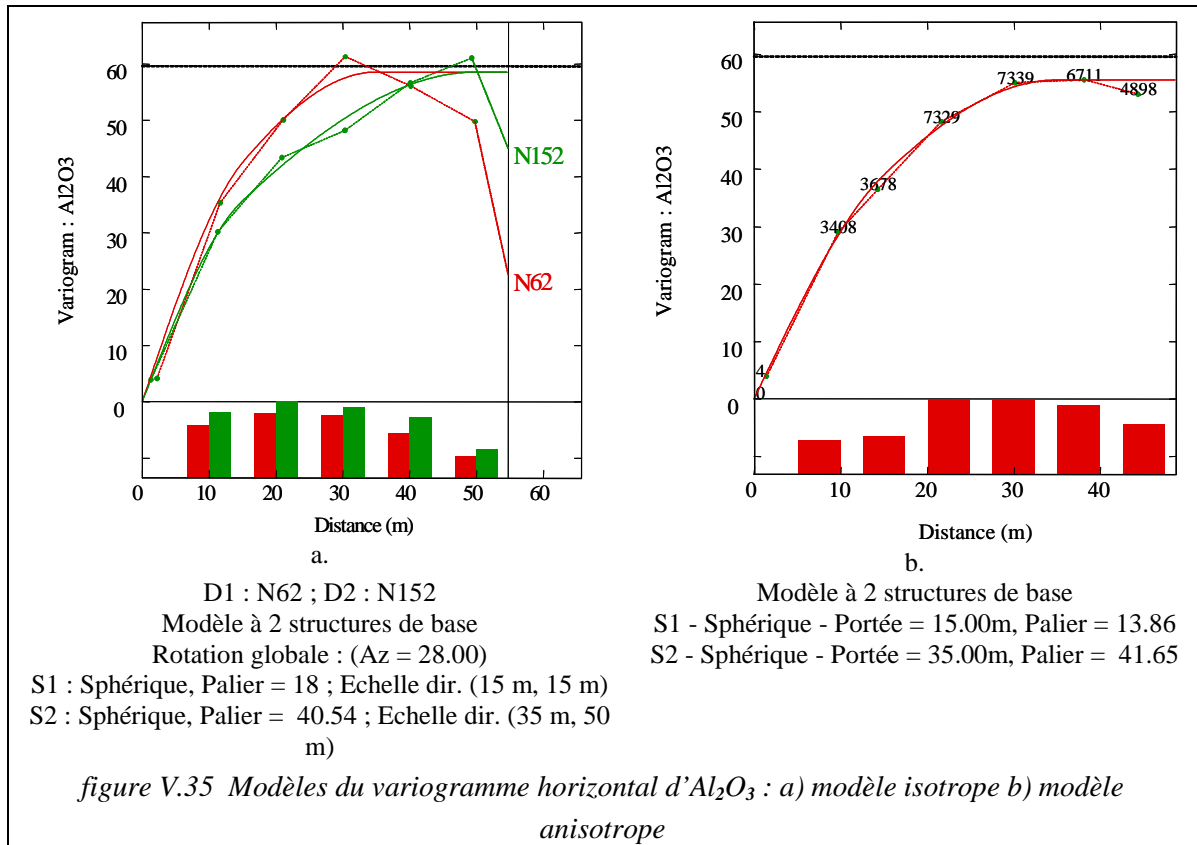 Variogram : Al2O3
60
50
40
30
20
10
0
N152
N62
0 10 20 30 40 50 60
Distance (m)
a.
D1 : N62 ; D2 : N152
Modèle à 2 structures de base
Rotation globale : (Az = 28.00)
S1 : Sphérique, Palier = 18 ; Echelle dir. (15 m, 15 m)
S2 : Sphérique, Palier = 40.54 ; Echelle dir. (35 m, 50
m)
Variogram : Al2O3
60
50
40
30
20
10
0
4
0
3408
3678
7329
7339
6711
4898
0 10 20 30 40
Distance (m)
b.
Modèle à 2 structures de base
S1 - Sphérique - Portée = 15.00m, Palier = 13.86
S2 - Sphérique - Portée = 35.00m, Palier = 41.65
figure V.35 Modèles du variogramme horizontal d’Al₂O₃ : a) modèle isotrope b) modèle
anisotrope